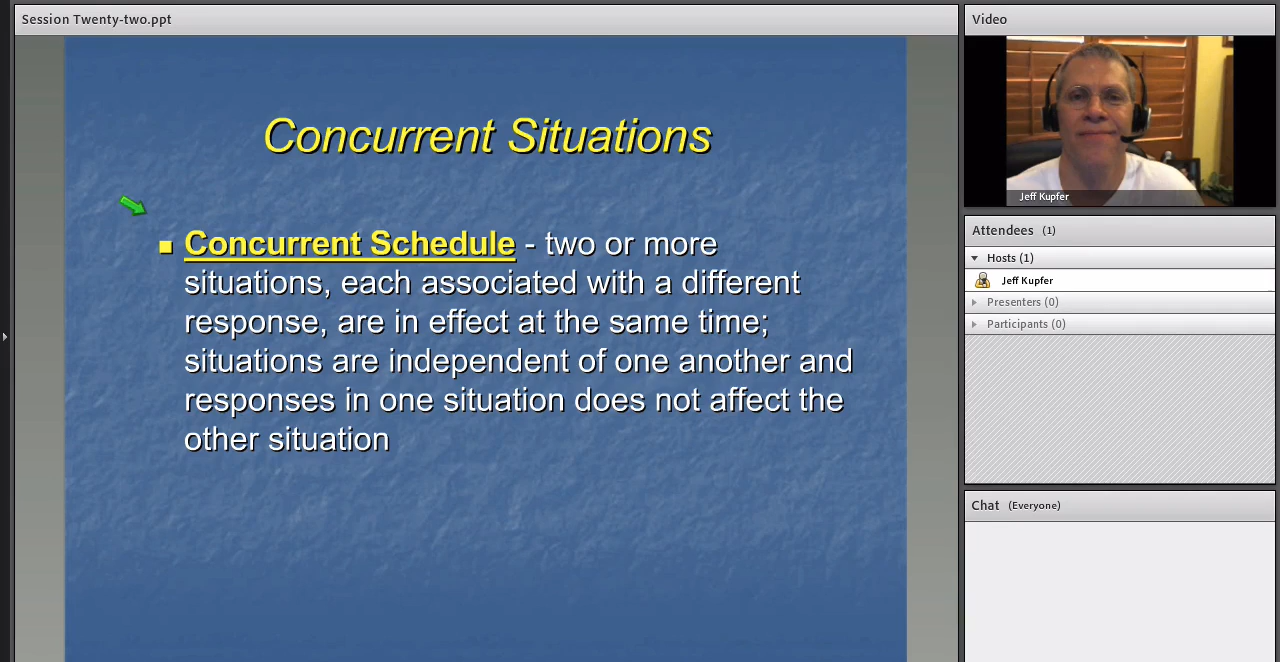 Session Twenty-two.ppt
Concurrent Situations
Concurrent Schedule - two or more
situations, each associated with a different
response, are in effect at the same time;
situations are independent of one another and
responses in one situation does not affect the
other situation
Video
Jeff Kupfer
Attendees (1)
Hosts (1)
Jeff Kupfer
Presenters (0)
Participants (0)
Chat (Everyone)